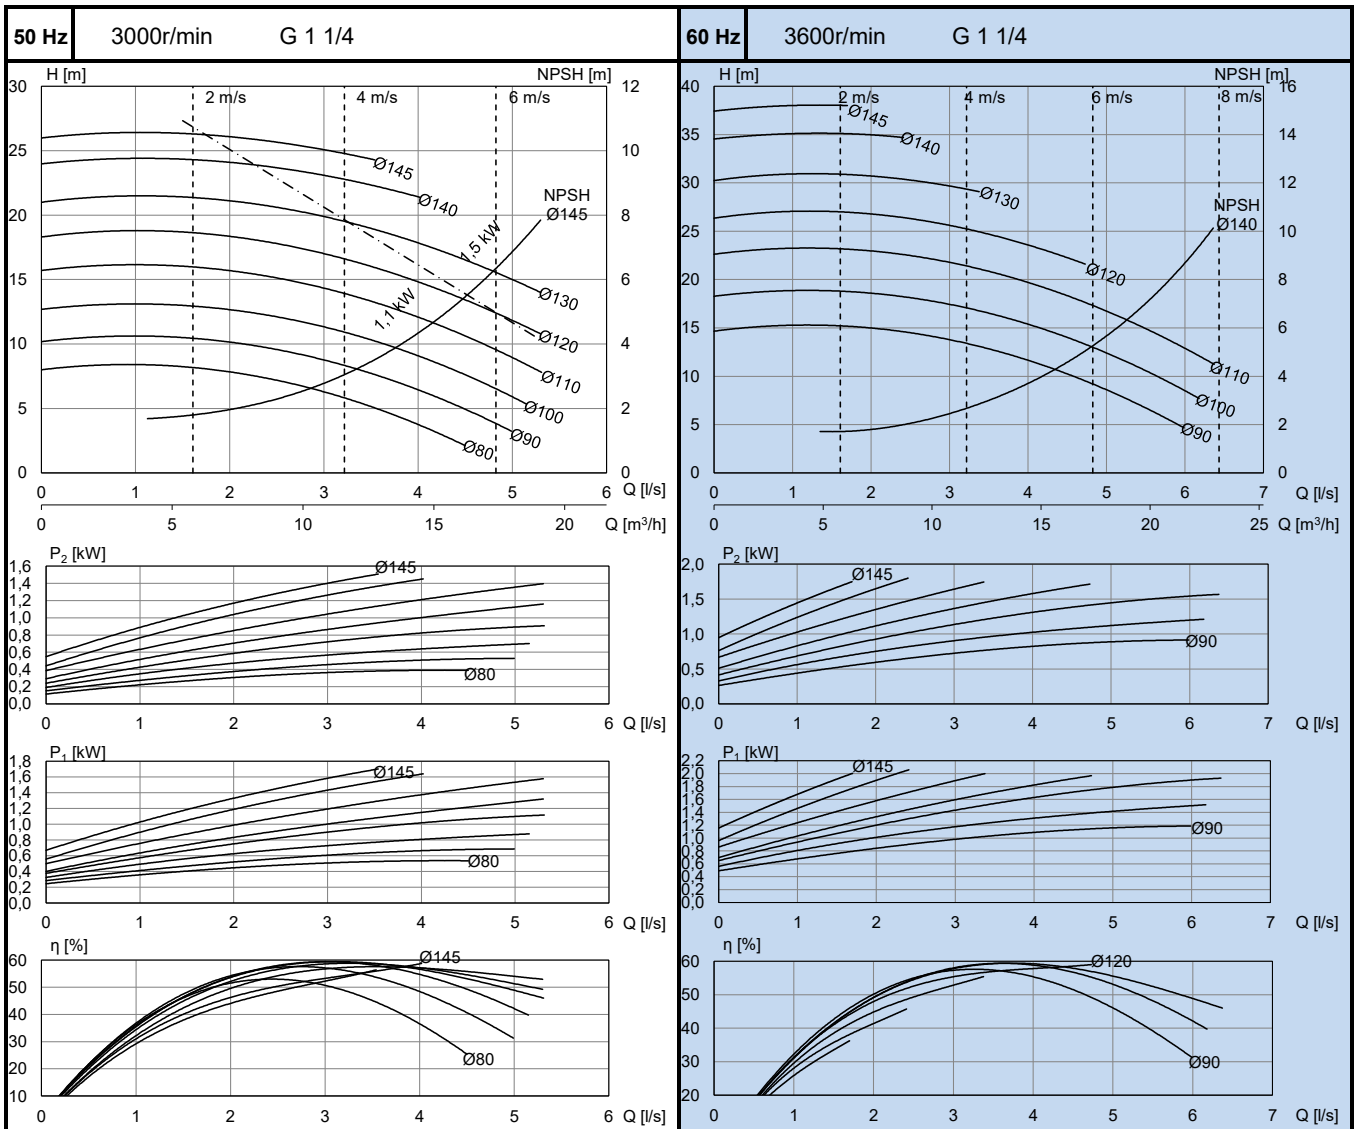 50 Hz 3000r/min G 1 1/4
H [m] NPSH [m]
30 12
2 m/s 4 m/s 6 m/s
25 10
Ø145
Ø140
NPSH
Ø145
20 8
1,5 kW
15 6
Ø130
1,1 kW
Ø120
10 4
Ø110
Ø100
5 2
Ø90
Ø80
0 0
0 1 2 3 4 5 6 Q [l/s]
0 5 10 15 20 Q [m³/h]
P2 [kW]
1,6
Ø145
1,4
1,2
1,0
0,8
0,6
0,4
Ø80
0,2
0,0
0 1 2 3 4 5 6 Q [l/s]
P1 [kW]
1,8
Ø145
1,6
1,4
1,2
1,0
0,8
0,6
Ø80
0,4
0,2
0,0
0 1 2 3 4 5 6 Q [l/s]
η [%]
60
Ø145
50
40
30
Ø80
10
0 1 2 3 4 5 6 Q [l/s]
60 Hz 3600r/min G 1 1/4
H [m] NPSH [m]
40 16
2 m/s 4 m/s 6 m/s 8 m/s
Ø145
35 14
Ø140
30 12
Ø130
NPSH
Ø140
25 10
Ø120
20 8
15 6
10 4
Ø110
Ø100
5 2
Ø90
0 0
0 1 2 3 4 5 6 7 Q [l/s]
0 5 10 15 20 25 Q [m³/h]
P2 [kW]
2,0
Ø145
1,5
1,0
Ø90
0,5
0,0
0 1 2 3 4 5 6 7 Q [l/s]
P1 [kW]
2,2
Ø145
2,0
1,8
1,6
1,4
1,2
Ø90
1,0
0,8
0,6
0,4
0,2
0,0
0 1 2 3 4 5 6 7 Q [l/s]
η [%]
60
Ø120
50
40
30
Ø90
20
0 1 2 3 4 5 6 7 Q [l/s]